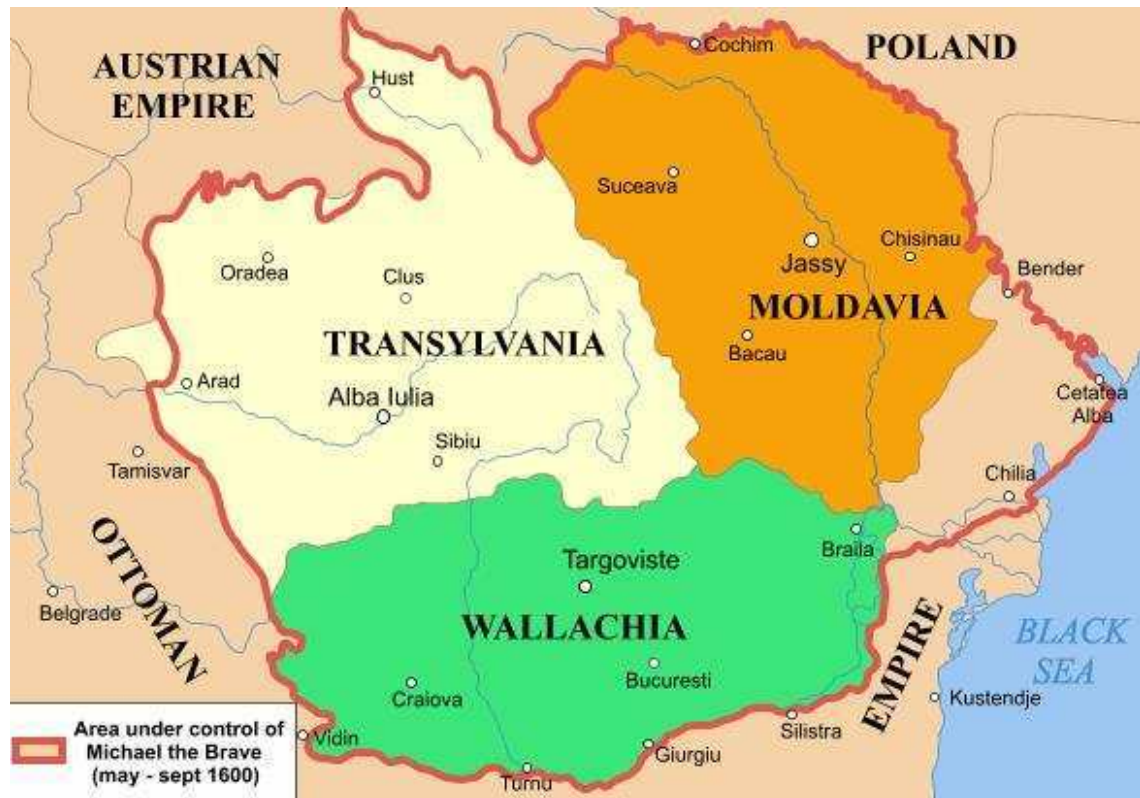 AUSTRIAN
EMPIRE
POLAND
Cochim
Hust
Suceava
Jassy
Chisinau
Bender
MOLDAVIA
Bacau
Oradea
Clus
TRANSYLVANIA
Arad
Alba Iulia
Sibiu
Cetatea
Alba
Chilia
Tamisvar
OTTOMAN
Belgrade
Targoviste
Braila
WALLACHIA
Bucuresti
Craiova
EMPIRE
BLACK
SEA
Kustendje
Silistra
Giurgiu
Vidin
Turnu
Area under control of
Michael the Brave
(may - sept 1600)